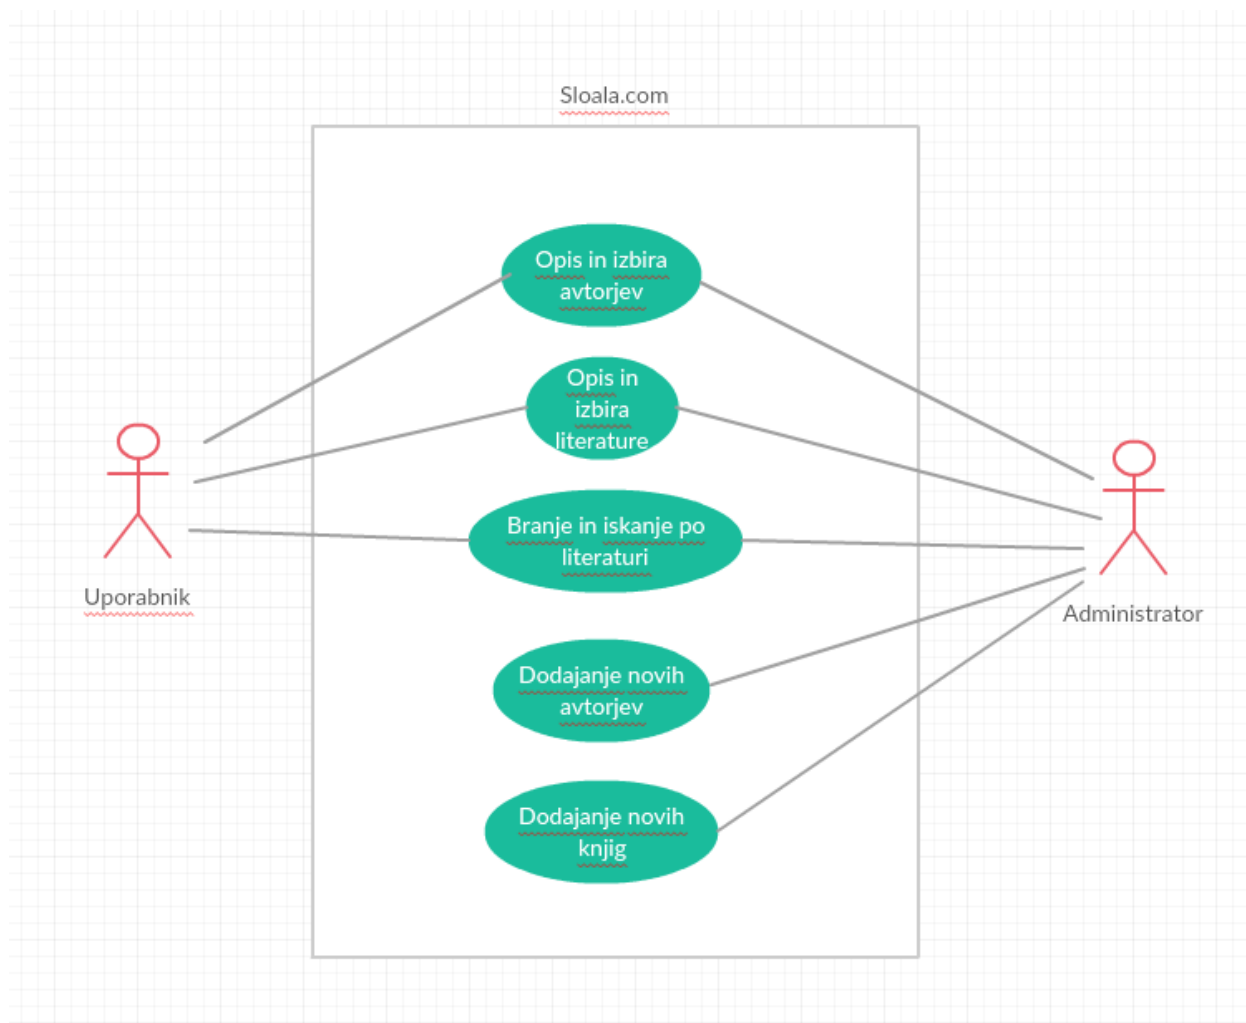 Sloala.com
Opis in izbira
avtorjev
Opis in
izbira
literature
Branje in iskanje po
literaturi
Uporabnik
Administrator
Dodajanje novih
avtorjev
Dodajanje novih
knjig